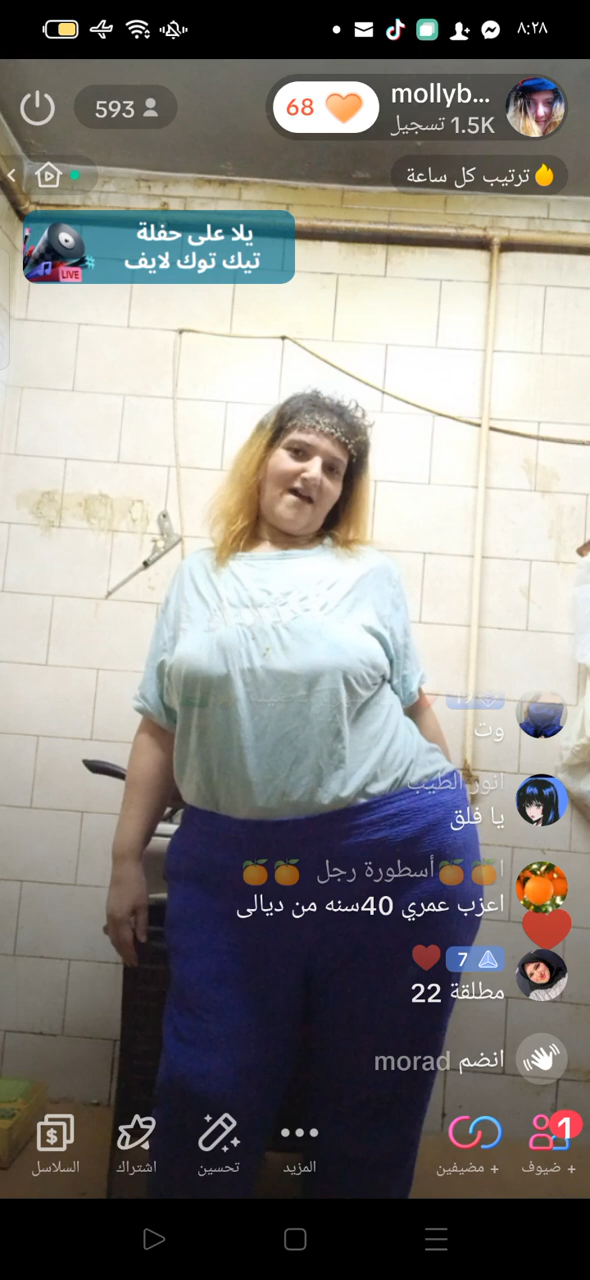 ٨:٢٨
mollyb...
68
1.5K تسجيل
593
ترتيب كل ساعة
يلا على حفلة
تيك توك لايف
LIVE
وت
انور الطيب
يا فلق
أسطورة رجل
اعزب عمري 40سنه من ديالى
7
مطلقة 22
morad انضم
1
+ ضيوف
+ مضيفين
المزيد
تحسين
اشتراك
السلاسل